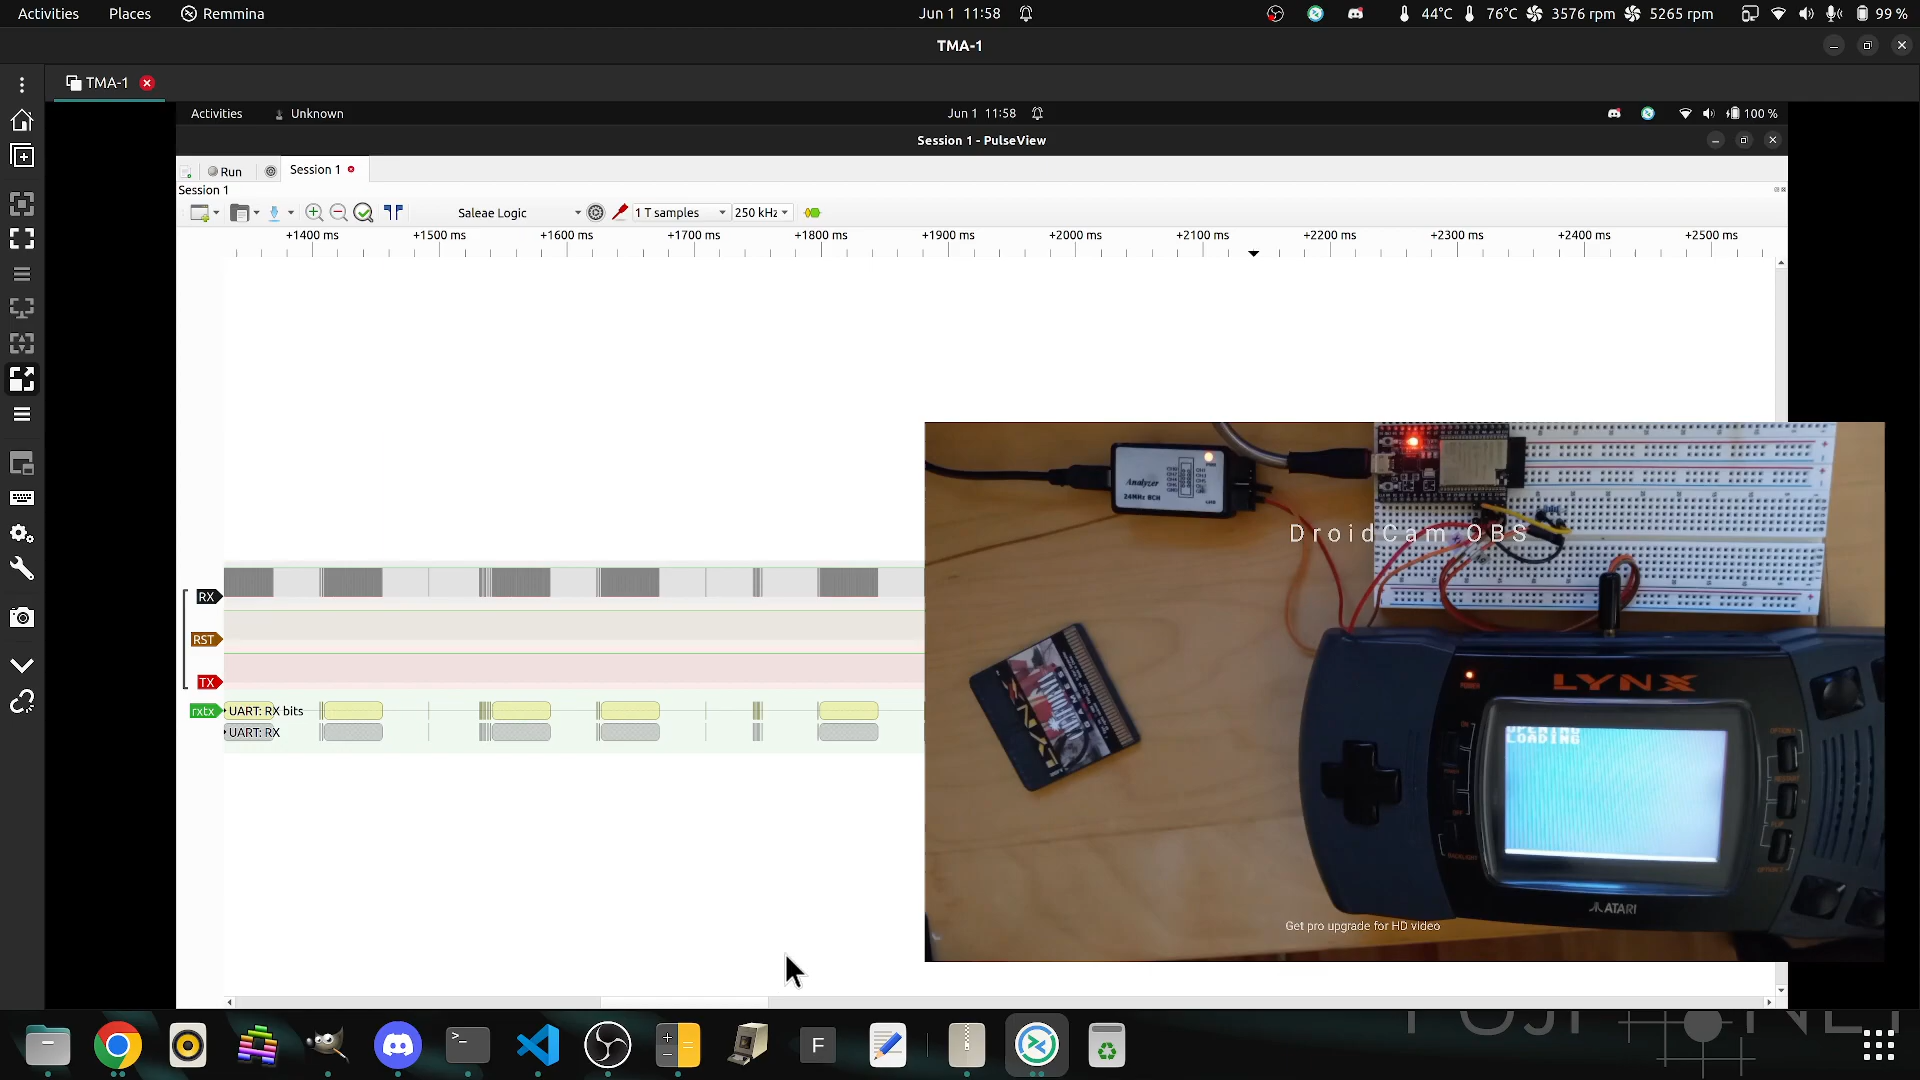 Activities Places Remmina Jun 1 11:58 44°C 76°C 3576 rpm 5265 rpm 99 %
TMA-1
TMA-1
Activities Unknown Jun 1 11:58 100 %
Session 1 - PulseView
Run Session 1
Session 1
Saleae Logic 1 T samples 250 kHz
+1400 ms +1500 ms +1600 ms +1700 ms +1800 ms +1900 ms +2000 ms +2100 ms +2200 ms +2300 ms +2400 ms +2500 ms
RX
RST
TX
rxtx UART: RX bits
UART: RX
Analyzer
24MHz 8CH
DroidCam OBS
LYNX
OPENING
LOADING
ATARI
Get pro upgrade for HD video
F